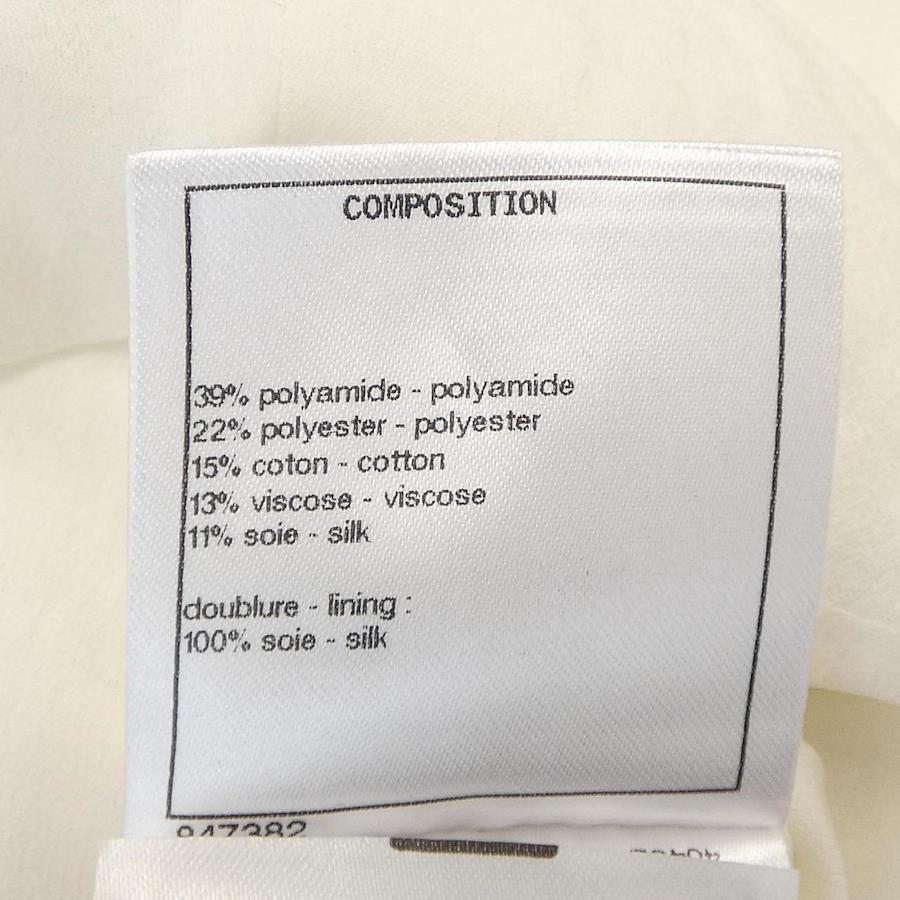 COMPOSITION
39% polyamide - polyamide
22% polyester - polyester
15% coton - cotton
13% viscose - viscose
11% soie - silk
doublure - lining :
100% soie - silk
947382